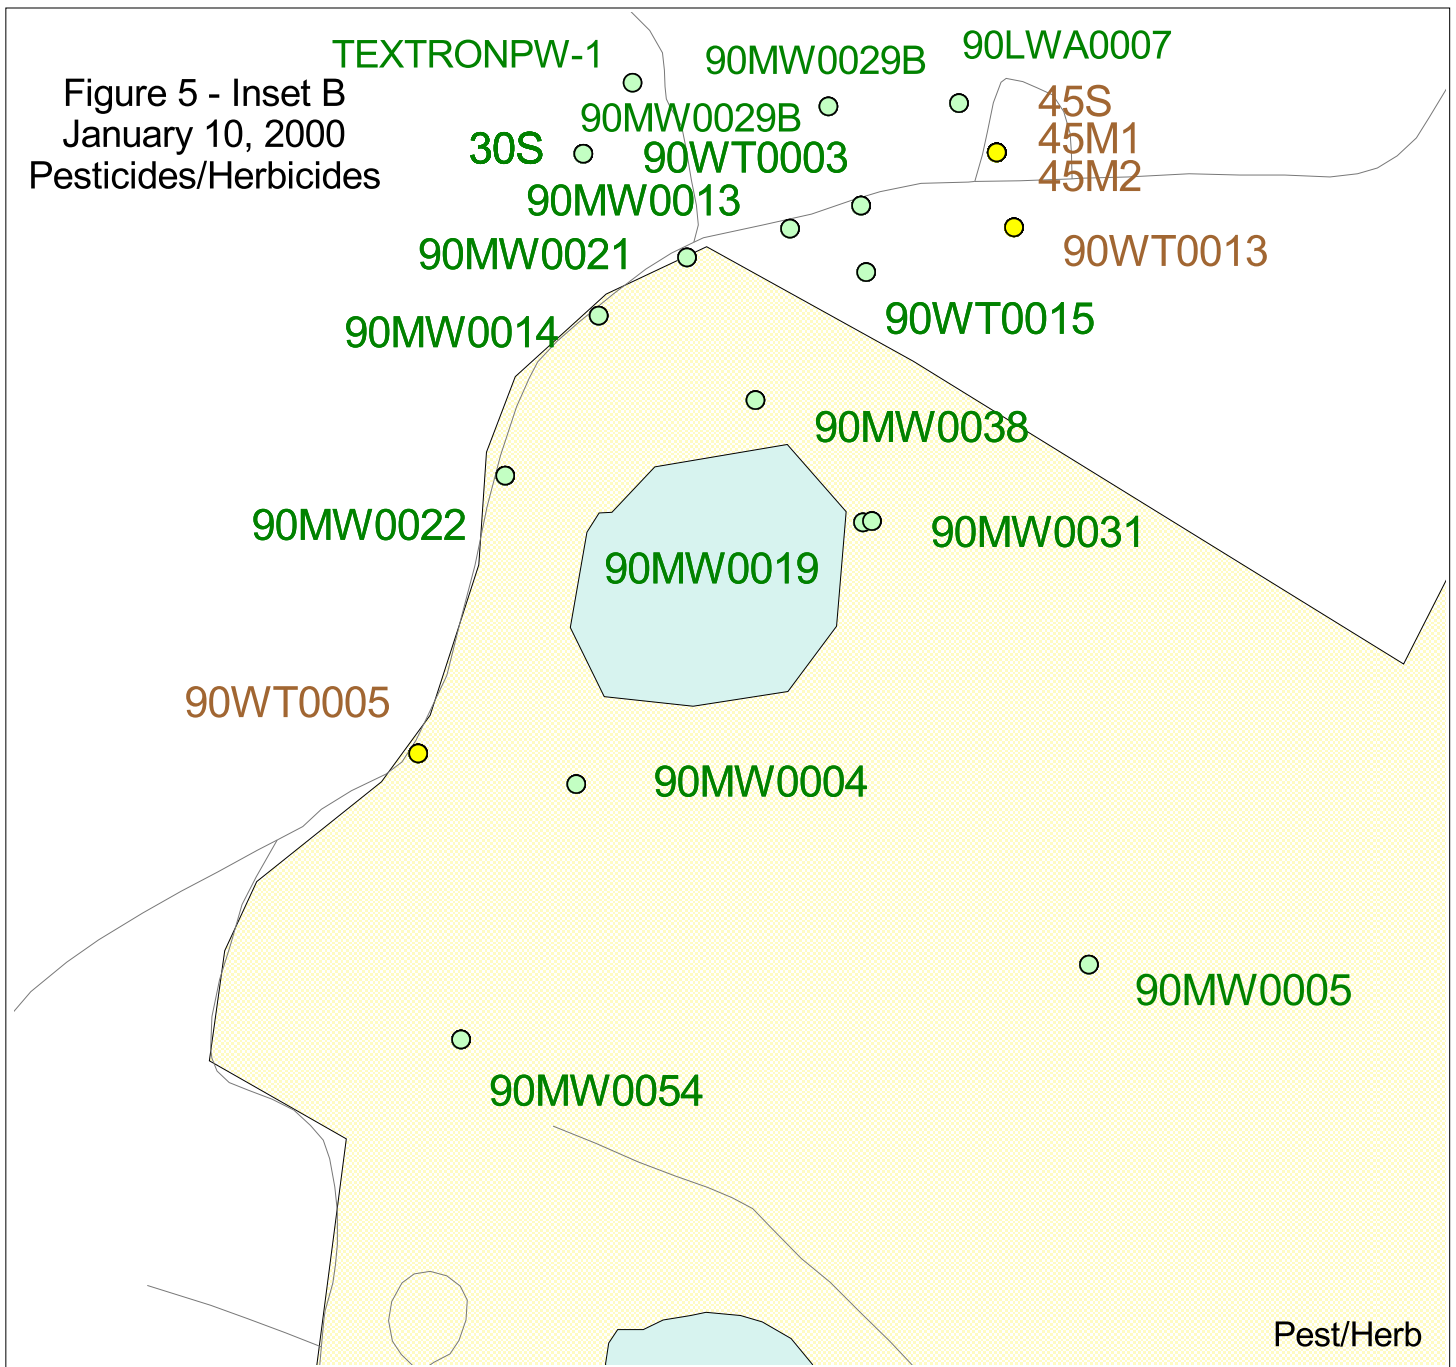 Figure 5 - Inset B
January 10, 2000
Pesticides/Herbicides
TEXTRONPW-1
90MW0029B
90LWA0007
90MW0029B
45S
30S
90WT0003
45M1
45M2
90MW0013
90MW0021
90WT0013
90MW0014
90WT0015
90MW0038
90MW0022
90MW0031
90MW0019
90WT0005
90MW0004
90MW0005
90MW0054
Pest/Herb